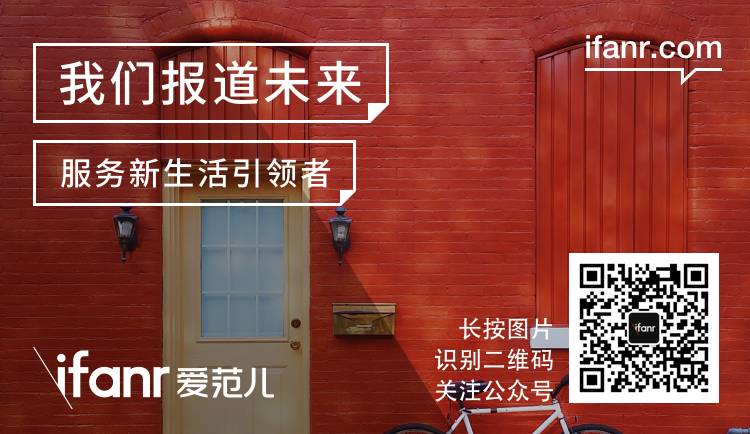 我们报道未来
ifanr.com
服务新生活引领者
长按图片
识别二维码
关注公众号
ifanr
ifanr 爱范儿